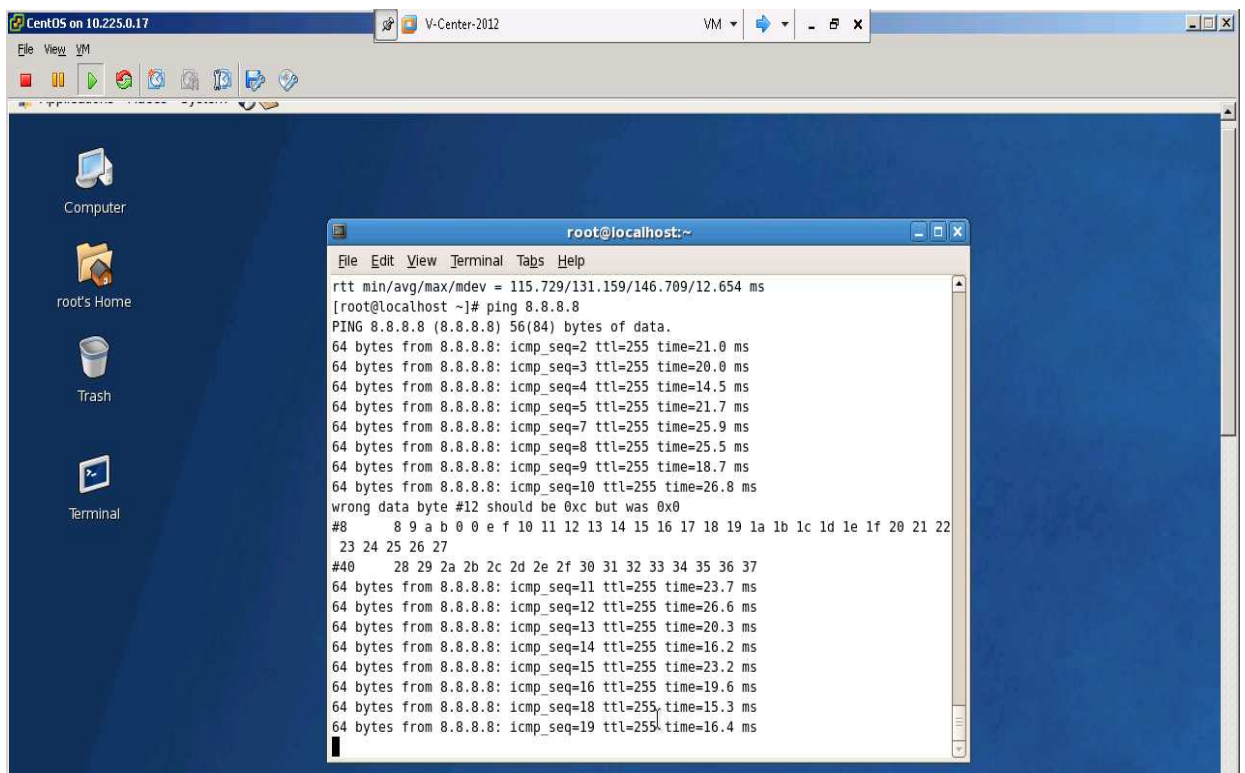 CentOS on 10.225.0.17
V-Center-2012
VM
File View VM
Computer
root's Home
Trash
Terminal
root@localhost:~
File Edit View Terminal Tabs Help
rtt min/avg/max/mdev = 115.729/131.159/146.709/12.654 ms
[root@localhost ~]# ping 8.8.8.8
PING 8.8.8.8 (8.8.8.8) 56(84) bytes of data.
64 bytes from 8.8.8.8: icmp_seq=2 ttl=255 time=21.0 ms
64 bytes from 8.8.8.8: icmp_seq=3 ttl=255 time=20.0 ms
64 bytes from 8.8.8.8: icmp_seq=4 ttl=255 time=14.5 ms
64 bytes from 8.8.8.8: icmp_seq=5 ttl=255 time=21.7 ms
64 bytes from 8.8.8.8: icmp_seq=7 ttl=255 time=25.9 ms
64 bytes from 8.8.8.8: icmp_seq=8 ttl=255 time=25.5 ms
64 bytes from 8.8.8.8: icmp_seq=9 ttl=255 time=18.7 ms
64 bytes from 8.8.8.8: icmp_seq=10 ttl=255 time=26.8 ms
wrong data byte #12 should be 0xc but was 0x0
#8 8 9 a b 0 0 e f 10 11 12 13 14 15 16 17 18 19 1a 1b 1c 1d 1e 1f 20 21 22
23 24 25 26 27
#40 28 29 2a 2b 2c 2d 2e 2f 30 31 32 33 34 35 36 37
64 bytes from 8.8.8.8: icmp_seq=11 ttl=255 time=23.7 ms
64 bytes from 8.8.8.8: icmp_seq=12 ttl=255 time=26.6 ms
64 bytes from 8.8.8.8: icmp_seq=13 ttl=255 time=20.3 ms
64 bytes from 8.8.8.8: icmp_seq=14 ttl=255 time=16.2 ms
64 bytes from 8.8.8.8: icmp_seq=15 ttl=255 time=23.2 ms
64 bytes from 8.8.8.8: icmp_seq=16 ttl=255 time=19.6 ms
64 bytes from 8.8.8.8: icmp_seq=18 ttl=255 time=15.3 ms
64 bytes from 8.8.8.8: icmp_seq=19 ttl=255 time=16.4 ms